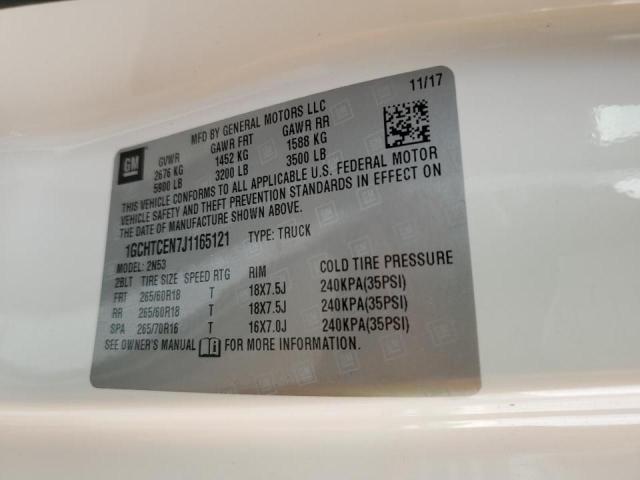 11/17
MFD BY GENERAL MOTORS LLC
GM
GVWR GAWR FRT GAWR RR
2676 KG 1452 KG 1588 KG
5900 LB 3200 LB 3500 LB
THIS VEHICLE CONFORMS TO ALL APPLICABLE U.S. FEDERAL MOTOR
VEHICLE SAFETY AND THEFT PREVENTION STANDARDS IN EFFECT ON
THE DATE OF MANUFACTURE SHOWN ABOVE.
1GCHTCEN7J1165121 TYPE: TRUCK
MODEL: 2N53
2BLT TIRE SIZE SPEED RTG RIM COLD TIRE PRESSURE
FRT 265/60R18 T 18X7.5J 240KPA(35PSI)
RR 265/60R18 T 18X7.5J 240KPA(35PSI)
SPA 265/70R16 T 16X7.0J 240KPA(35PSI)
SEE OWNER'S MANUAL FOR MORE INFORMATION.